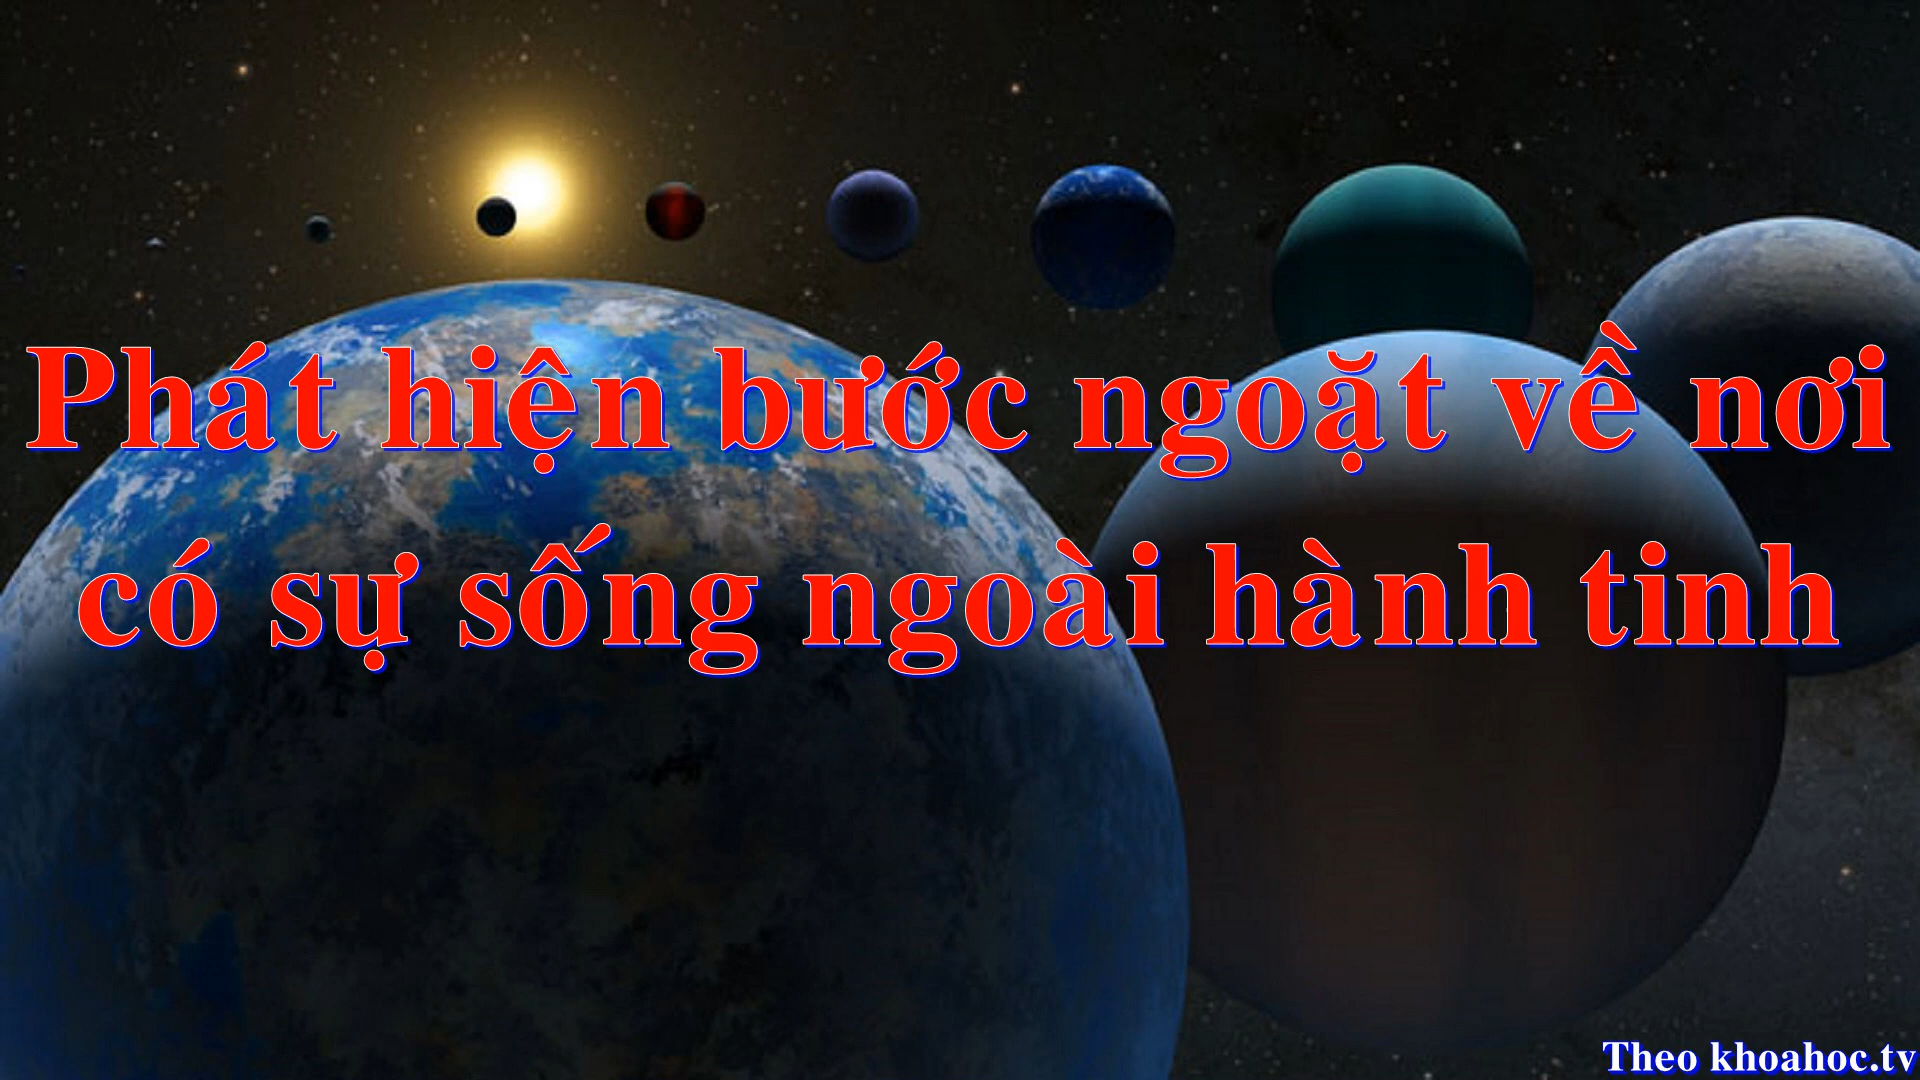 Phát hiện bước ngoặt về nơi
có sự sống ngoài hành tinh
Theo khoahoc.tv